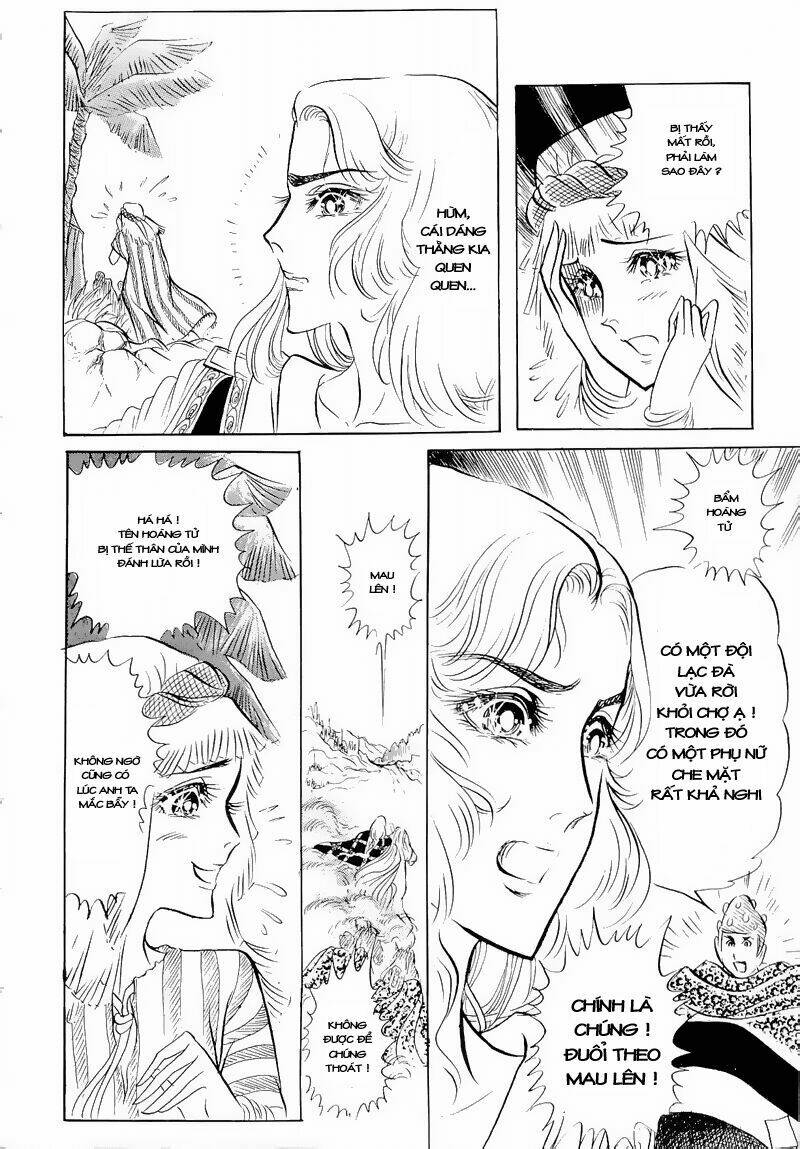 BỊ THẤY
MẤT RỒI,
PHẢI LÀM
SAO ĐÂY ?
HỪM,
CÁI DÁNG
THẰNG KIA
QUEN
QUEN...
BẨM
HOÀNG
TỬ
CÓ MỘT ĐỘI
LẠC ĐÀ
VỪA RỜI
KHỎI CHỢ Ạ !
TRONG ĐÓ
CÓ MỘT PHỤ NỮ
CHE MẶT
RẤT KHẢ NGHI
CHÍNH LÀ
CHÚNG !
ĐUỔI THEO
MAU LÊN !
MAU
LÊN !
KHÔNG
ĐƯỢC ĐỂ
CHÚNG
THOÁT !
HÁ HÁ !
TÊN HOÀNG TỬ
BỊ THẾ THÂN CỦA MÌNH
ĐÁNH LỪA RỒI !
KHÔNG NGỜ
CŨNG CÓ
LÚC ANH TA
MẮC BẪY !